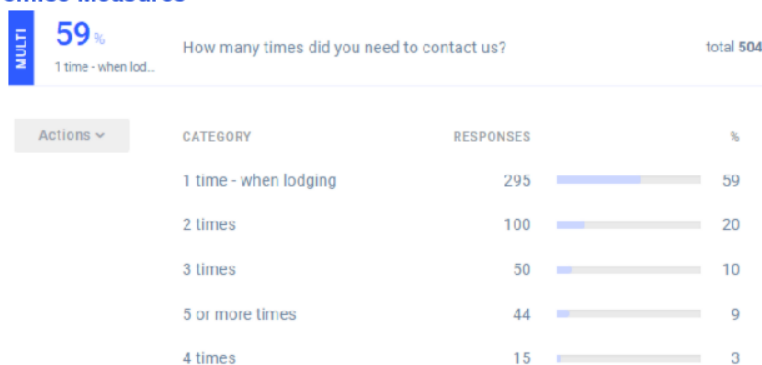 MULTI
59 %
1 time - when lod...
How many times did you need to contact us?
total 504
Actions
CATEGORY RESPONSES %
1 time - when lodging 295 59
2 times 100 20
3 times 50 10
5 or more times 44 9
4 times 15 3